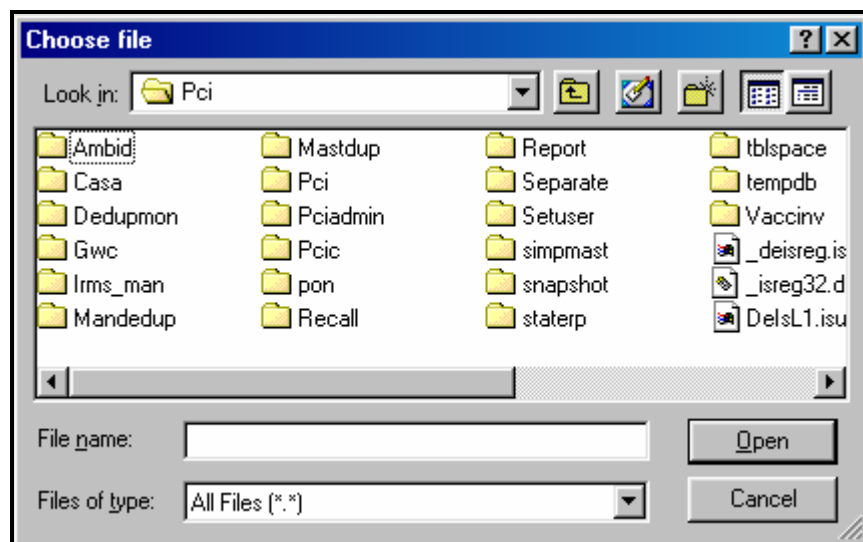 Choose file
Look in: Pci
Ambid Mastdup Report tblspace
Casa Pci Separate tempdb
Dedupmon Pciadmin Setuser Vaccinv
Gwc Pcic simpmast _deisreg.is
Irms_man pon snapshot _isreg32.d
Mandedup Recall staterp DelsL1.isu
File name: Open
Files of type: All Files (*.*) Cancel